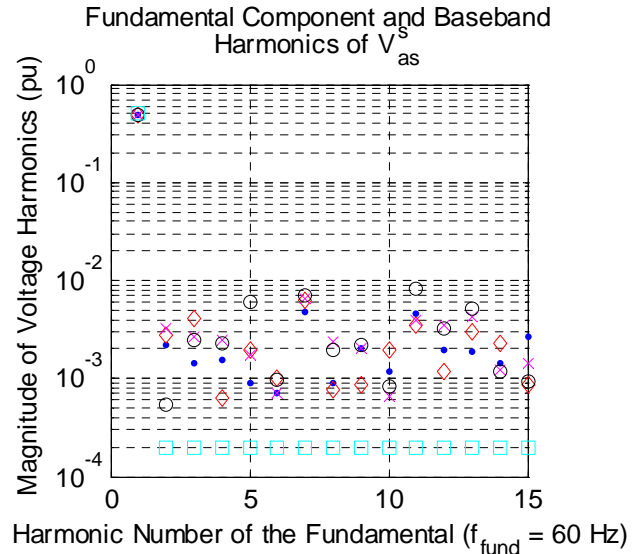 Fundamental Component and Baseband
Harmonics of V_as^s
Magnitude of Voltage Harmonics (pu)
10^0
10^-1
10^-2
10^-3
10^-4
0 5 10 15
Harmonic Number of the Fundamental (f_fund = 60 Hz)